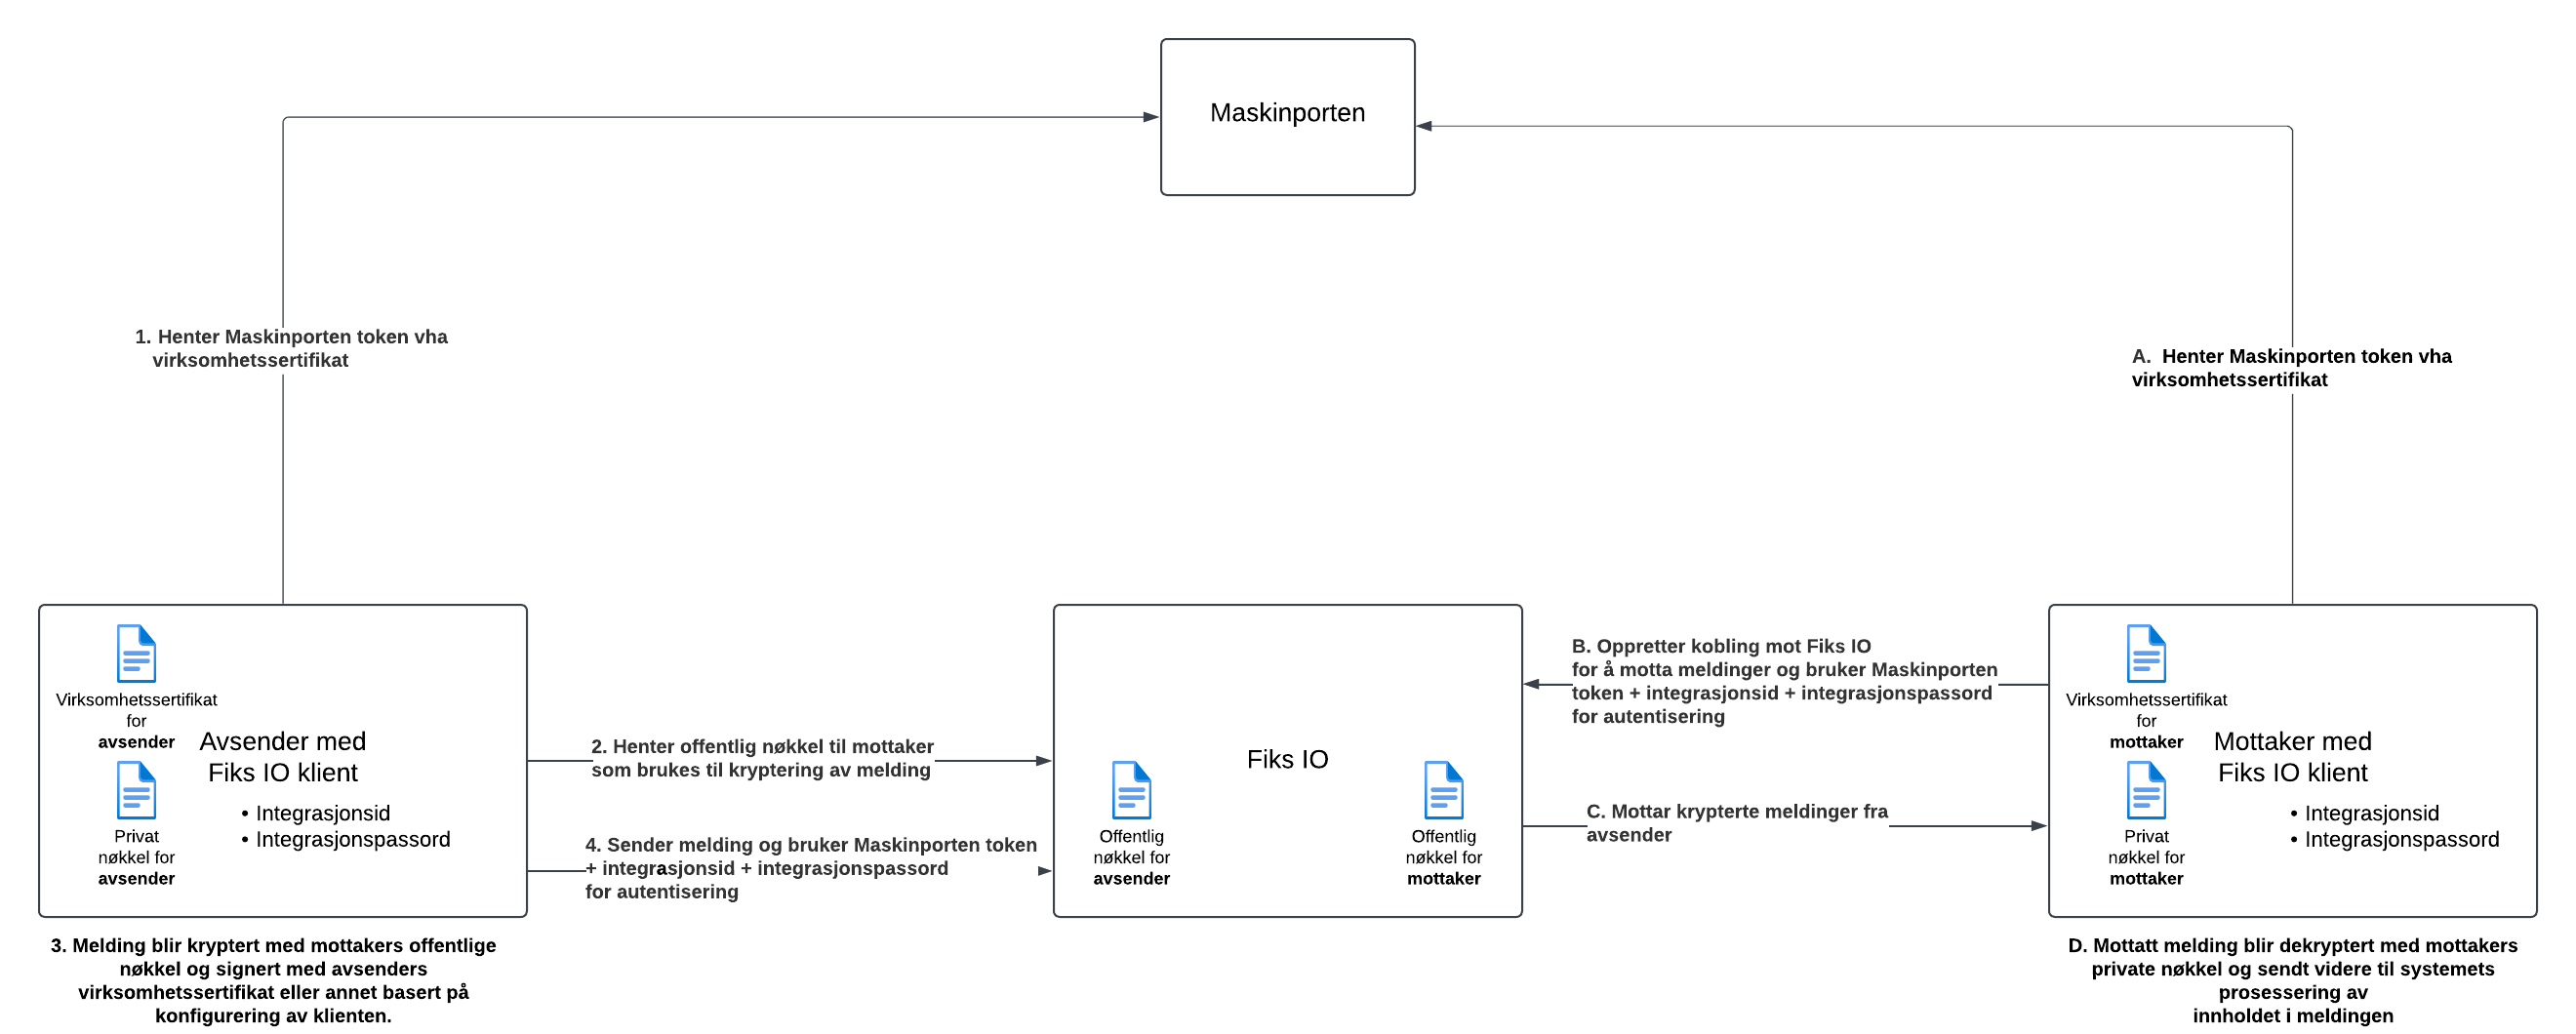 Maskinporten
1. Henter Maskinporten token vha
virksomhetssertifikat
A. Henter Maskinporten token vha
virksomhetssertifikat
Virksomhetssertifikat
for
avsender
Avsender med
Fiks IO klient
• Integrasjonsid
• Integrasjonspassord
Privat
nøkkel for
avsender
3. Melding blir kryptert med mottakers offentlige
nøkkel og signert med avsenders
virksomhetssertifikat eller annet basert på
konfigurering av klienten.
2. Henter offentlig nøkkel til mottaker
som brukes til kryptering av melding
4. Sender melding og bruker Maskinporten token
+ integrasjonsid + integrasjonspassord
for autentisering
Fiks IO
Offentlig
nøkkel for
avsender
Offentlig
nøkkel for
mottaker
B. Oppretter kobling mot Fiks IO
for å motta meldinger og bruker Maskinporten
token + integrasjonsid + integrasjonspassord
for autentisering
C. Mottar krypterte meldinger fra
avsender
Virksomhetssertifikat
for
mottaker
Mottaker med
Fiks IO klient
• Integrasjonsid
• Integrasjonspassord
Privat
nøkkel for
mottaker
D. Mottatt melding blir dekryptert med mottakers
private nøkkel og sendt videre til systemets
prosessering av
innholdet i meldingen